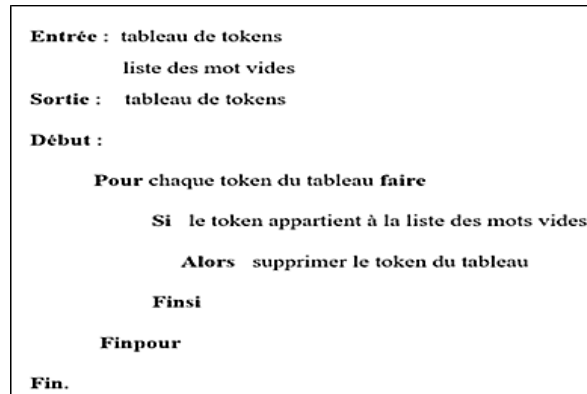 Entrée : tableau de tokens
liste des mot vides
Sortie : tableau de tokens
Début :
Pour chaque token du tableau faire
Si le token appartient à la liste des mots vides
Alors supprimer le token du tableau
Finsi
Finpour
Fin.